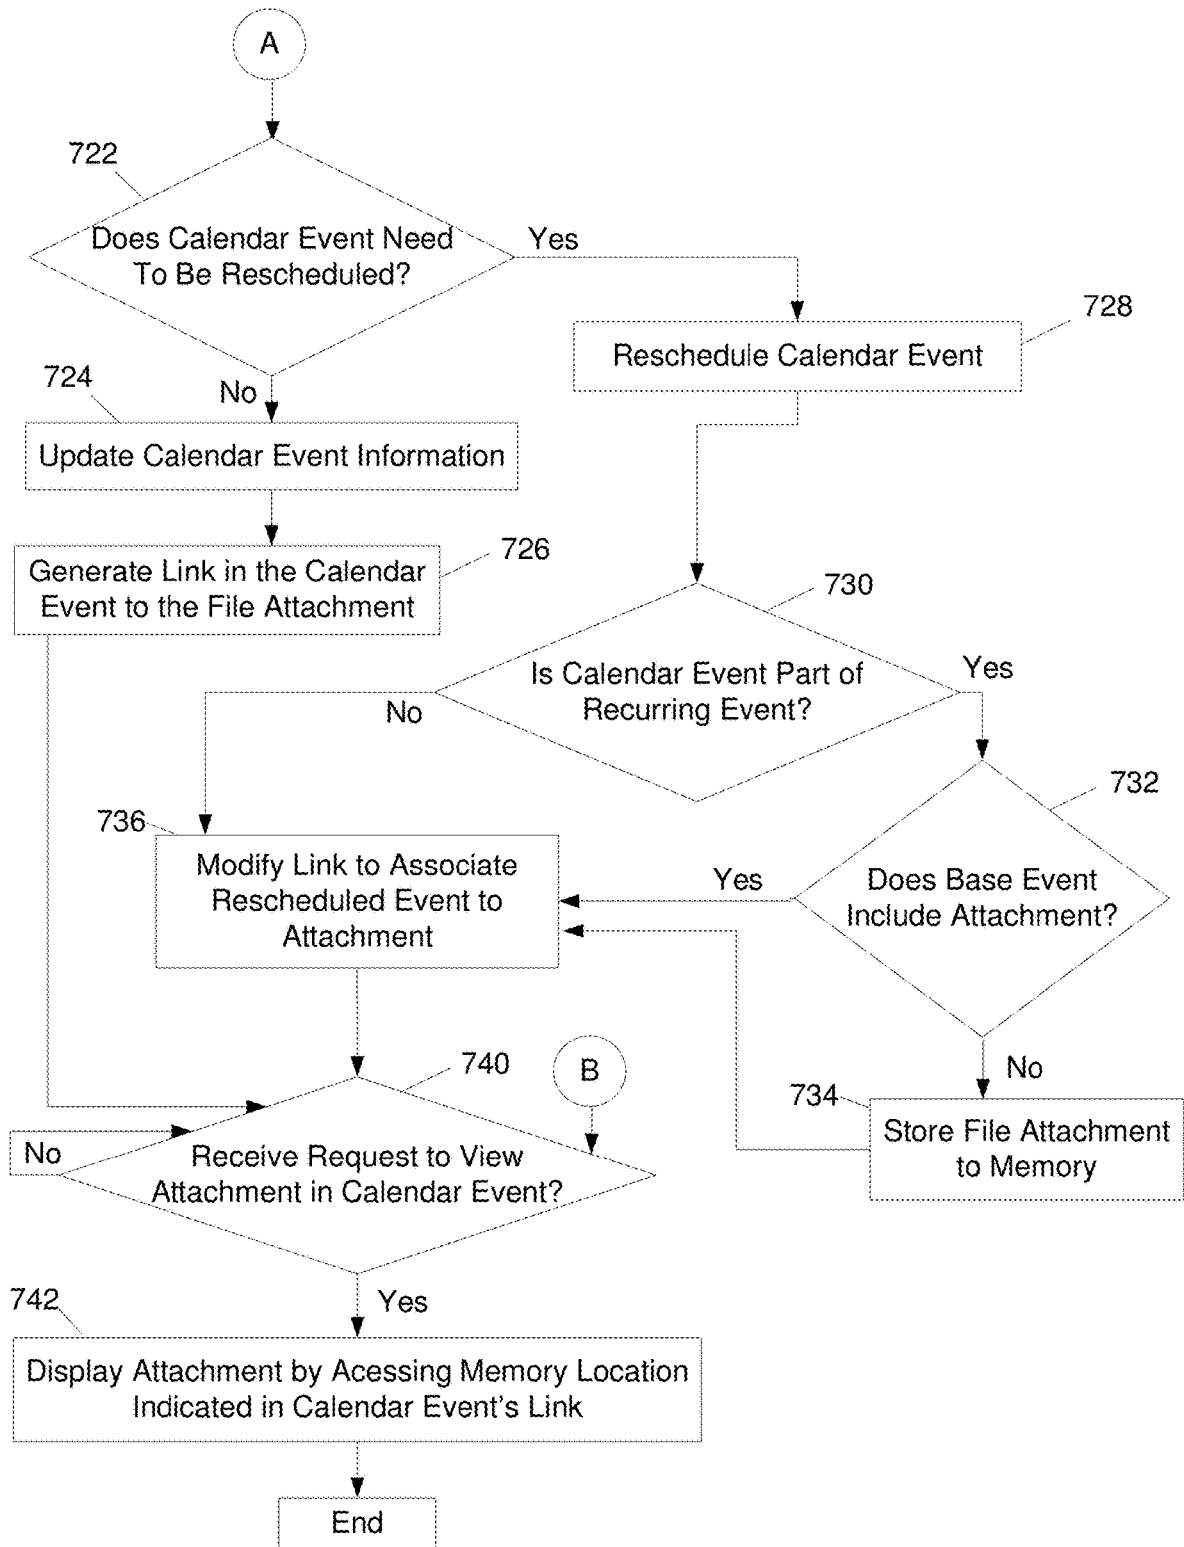 A
722
Does Calendar Event Need
To Be Rescheduled?
Yes
728
Reschedule Calendar Event
724
No
Update Calendar Event Information
726
Generate Link in the Calendar
Event to the File Attachment
730
Is Calendar Event Part of
Recurring Event?
Yes
No
732
736
Modify Link to Associate
Rescheduled Event to
Attachment
Yes
Does Base Event
Include Attachment?
740
B
No
734
Store File Attachment
to Memory
No
Receive Request to View
Attachment in Calendar Event?
742
Yes
Display Attachment by Acessing Memory Location
Indicated in Calendar Event's Link
End